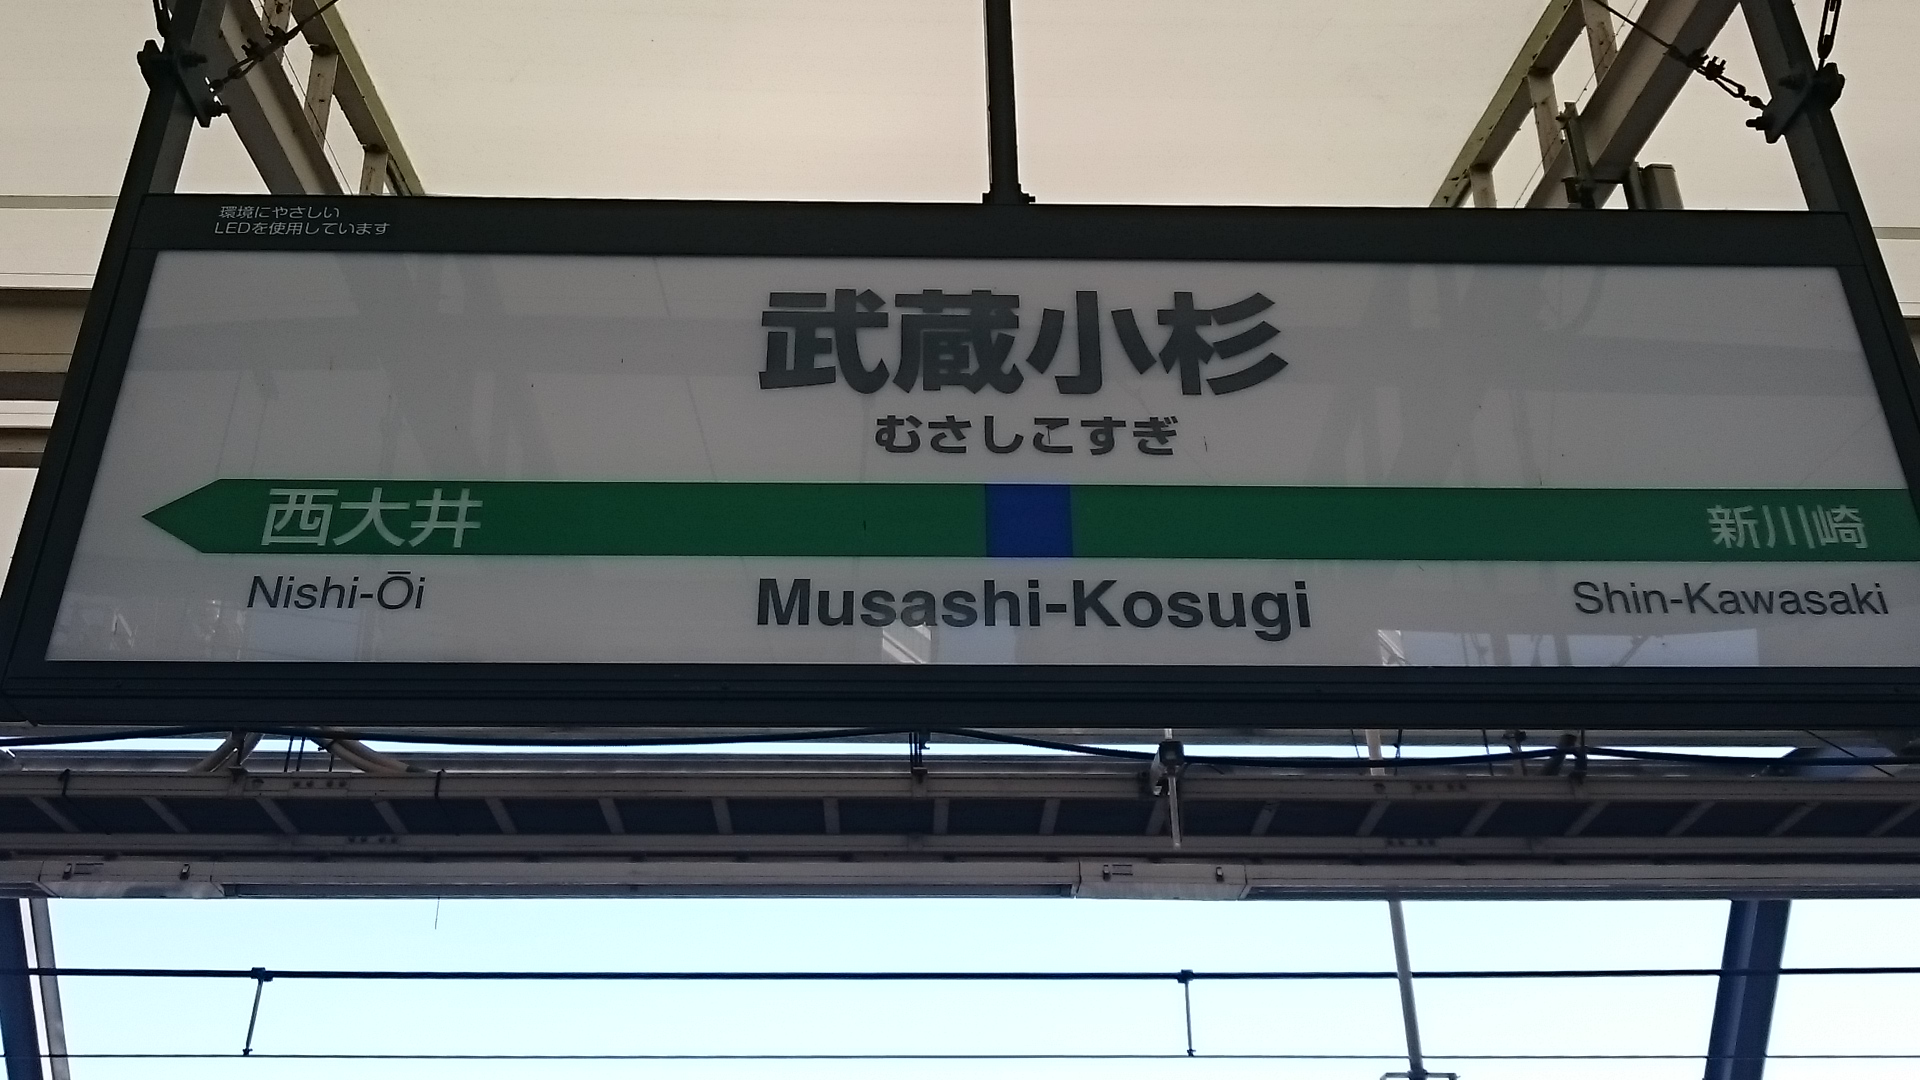 環境にやさしい
LEDを使用しています
武蔵小杉
むさしこすぎ
西大井 新川崎
Nishi-Ōi Musashi-Kosugi Shin-Kawasaki